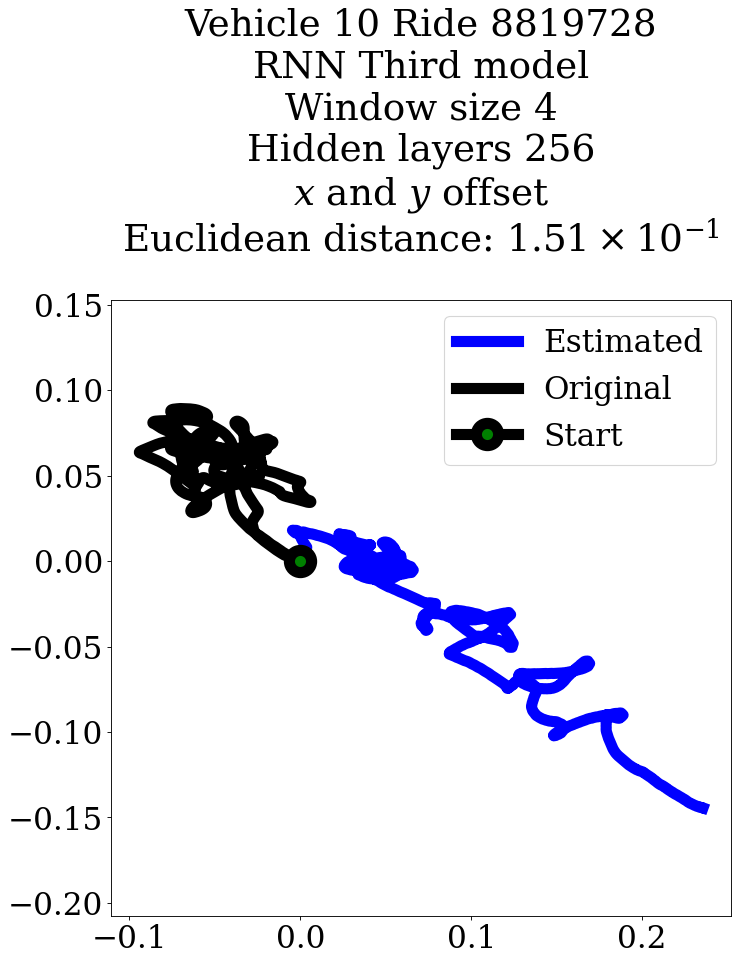 Vehicle 10 Ride 8819728
RNN Third model
Window size 4
Hidden layers 256
x and y offset
Euclidean distance: 1.51 × 10⁻¹
0.15
Estimated
0.10
Original
Start
0.05
0.00
−0.05
−0.10
−0.15
−0.20
−0.1 0.0 0.1 0.2